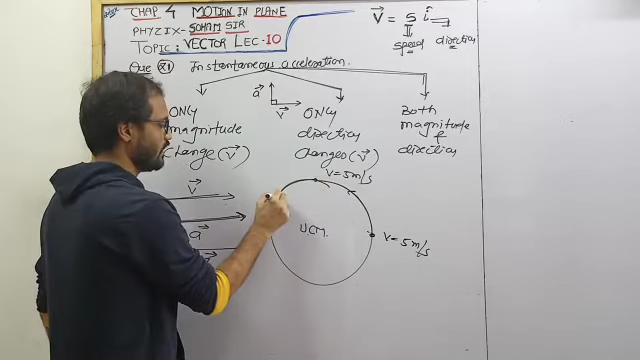 CHAP 4 MOTION IN PLANE
PHYZIX - SOHAM SIR
TOPIC : VECTOR LEC - 10
V⃗ = 5 î
speed direction
Que 21 Instantaneous acceleration.
ONLY magnitude change (v⃗)
a⃗
v⃗
ONLY direction changes (v⃗)
Both magnitude & direction
V = 5 m/s
v⃗
a⃗
UCM.
V = 5 m/s